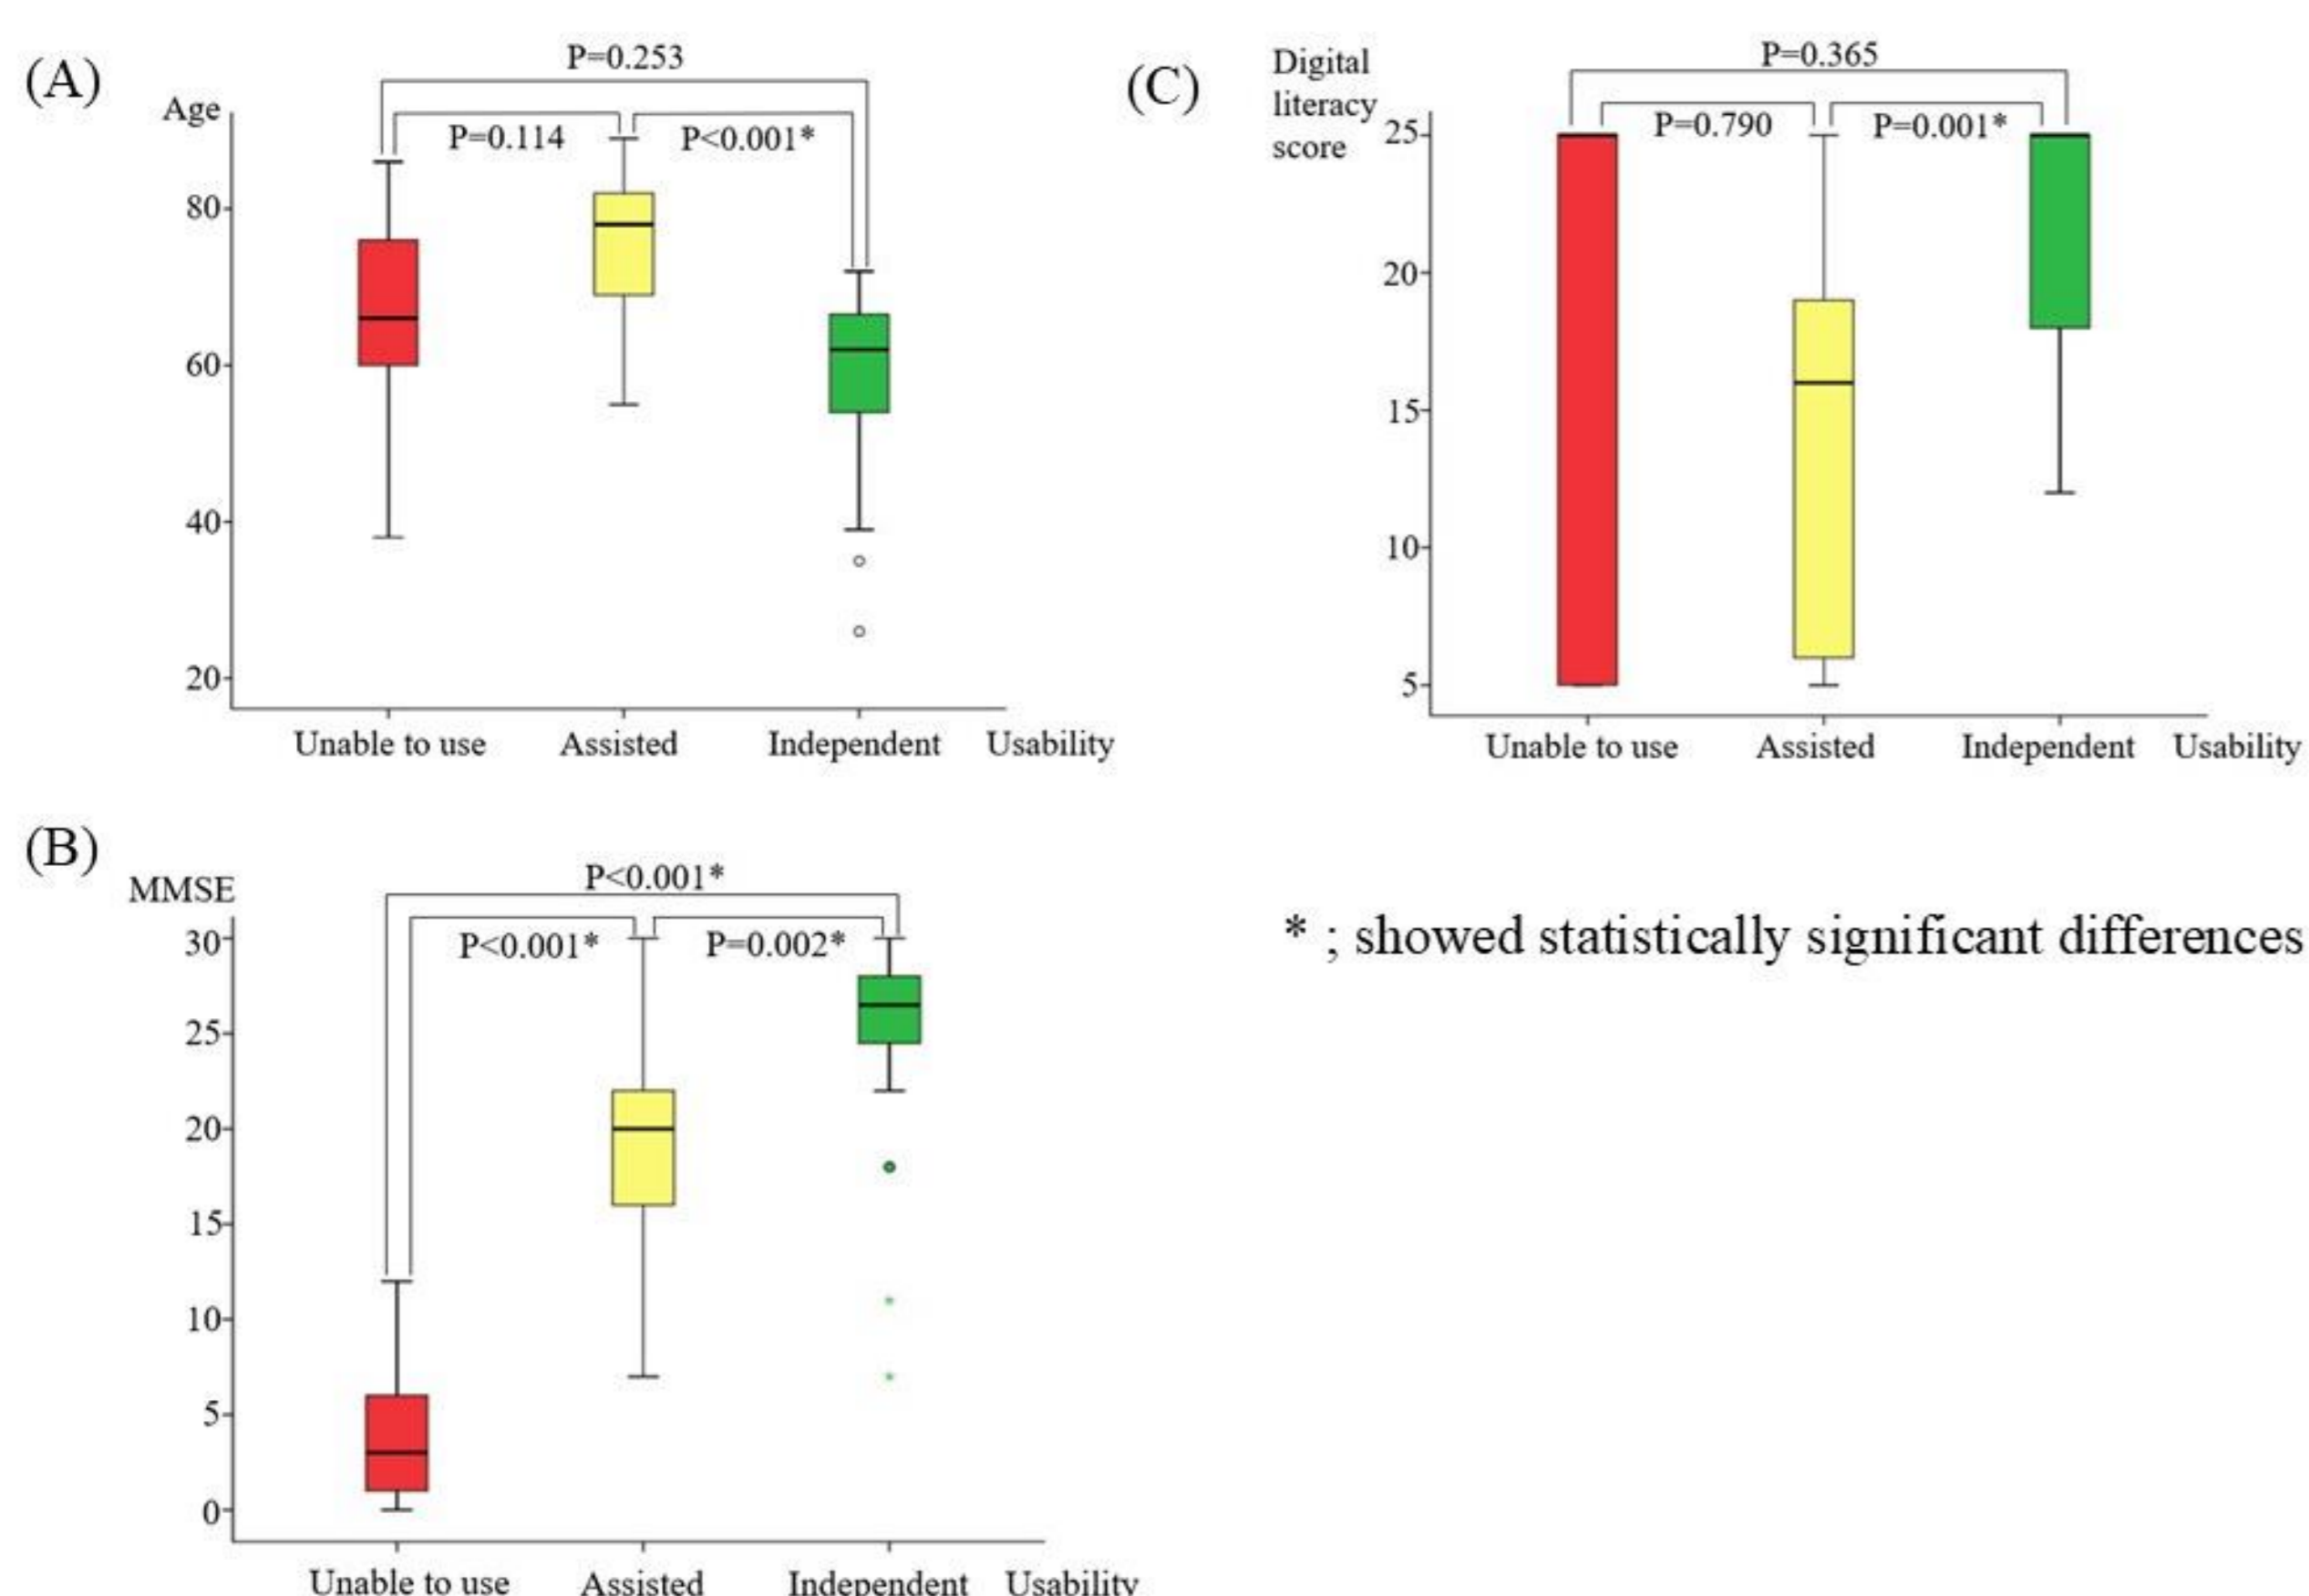 (A)
P=0.253
Age
P=0.114 P<0.001*
80
60
40
20
Unable to use Assisted Independent Usability
(C)
Digital
literacy
score
P=0.365
P=0.790 P=0.001*
25
20
15
10
5
Unable to use Assisted Independent Usability
(B)
MMSE
P<0.001*
P<0.001* P=0.002*
30
25
20
15
10
5
0
Unable to use Assisted Independent Usability
* ; showed statistically significant differences